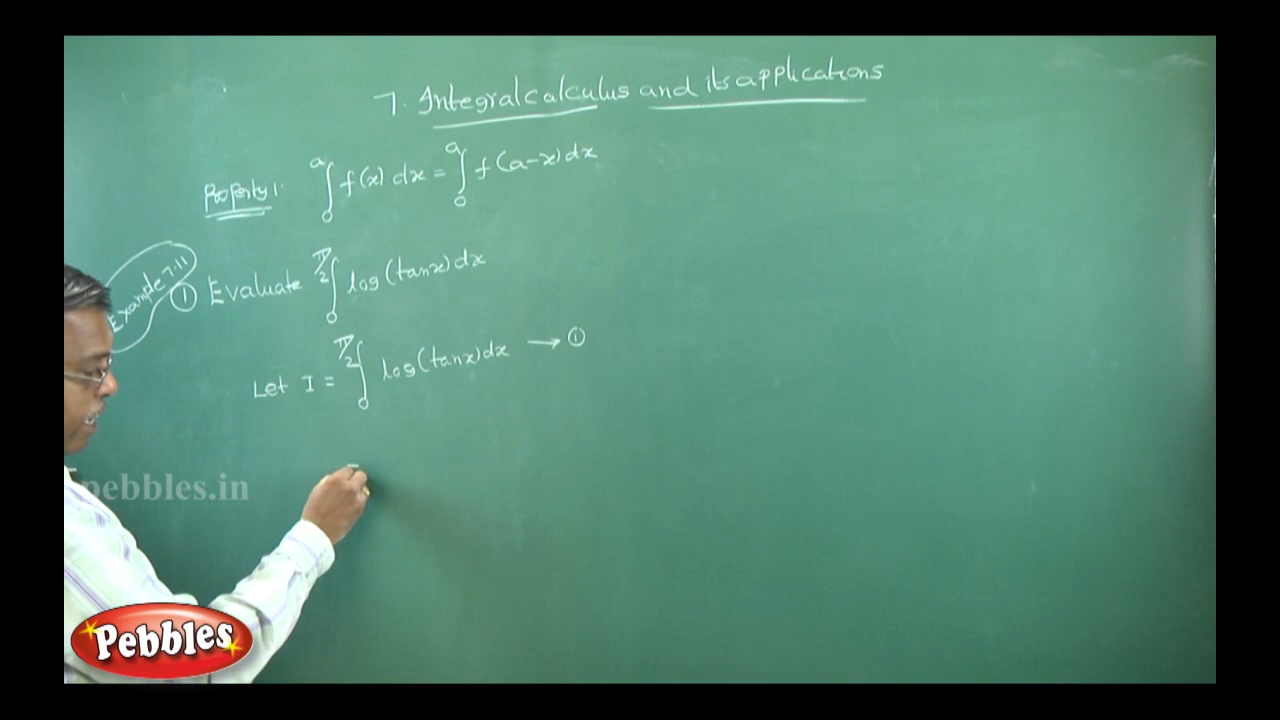 7. Integral calculus and its applications
Property 1. ∫₀ᵃ f(x) dx = ∫₀ᵃ f(a-x) dx
Example 7.11
① Evaluate ∫₀^(π/2) log(tanx) dx
Let I = ∫₀^(π/2) log(tanx) dx → ①
pebbles.in
Pebbles